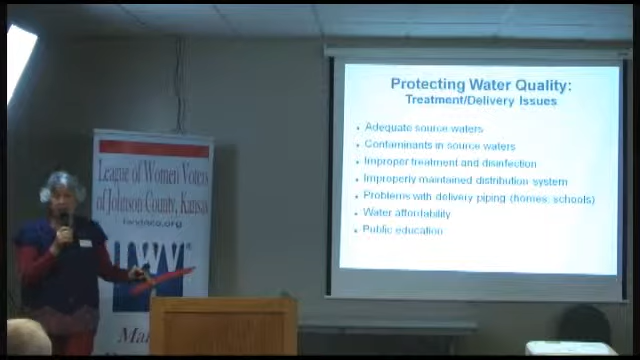 Protecting Water Quality:
Treatment/Delivery Issues
Adequate source waters
Contaminants in source waters
Improper treatment and disinfection
Improperly maintained distribution system
Problems with delivery piping (homes, schools)
Water affordability
Public education
League of Women Voters
of Johnson County, Kansas
LWV